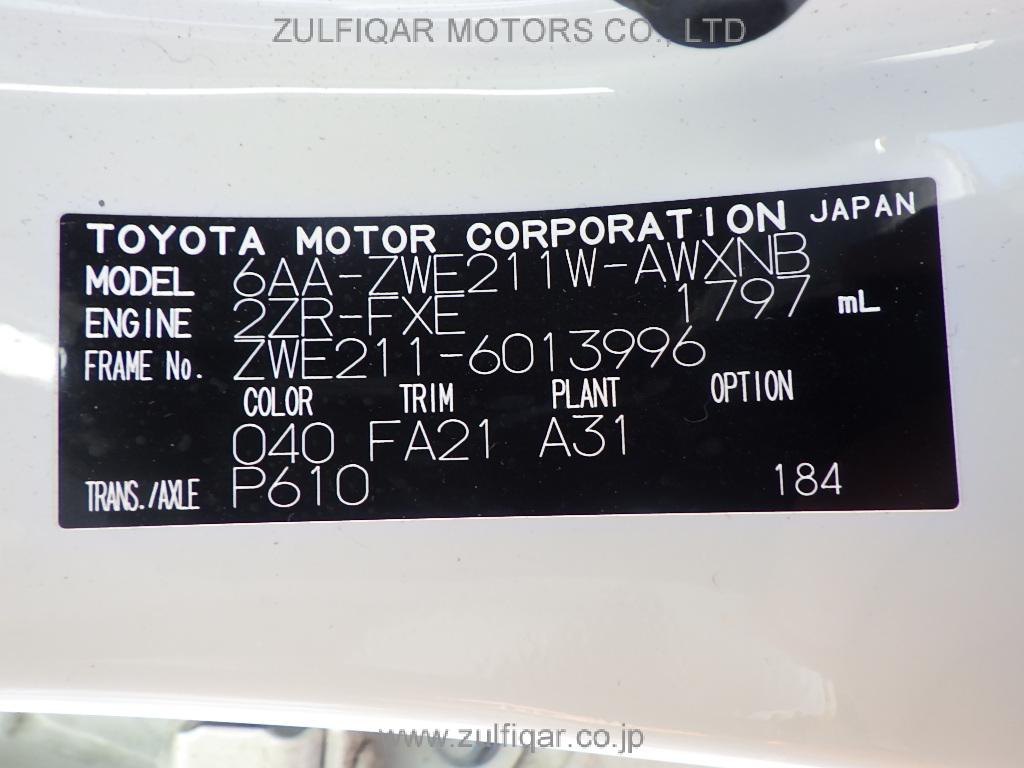 ZULFIQAR MOTORS CO., LTD
TOYOTA MOTOR CORPORATION JAPAN
MODEL 6AA-ZWE211W-AWXNB
ENGINE 2ZR-FXE 1797 mL
FRAME No. ZWE211-6013996
COLOR TRIM PLANT OPTION
040 FA21 A31
TRANS./AXLE P610 184
www.zulfiqar.co.jp